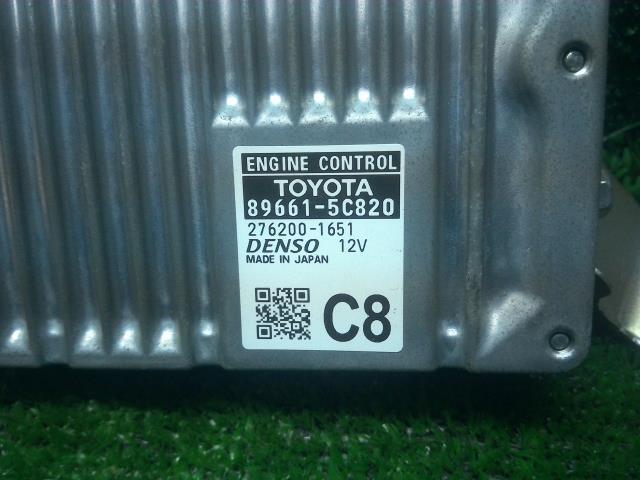 ENGINE CONTROL
TOYOTA
89661-5C820
276200-1651
DENSO 12V
MADE IN JAPAN
C8